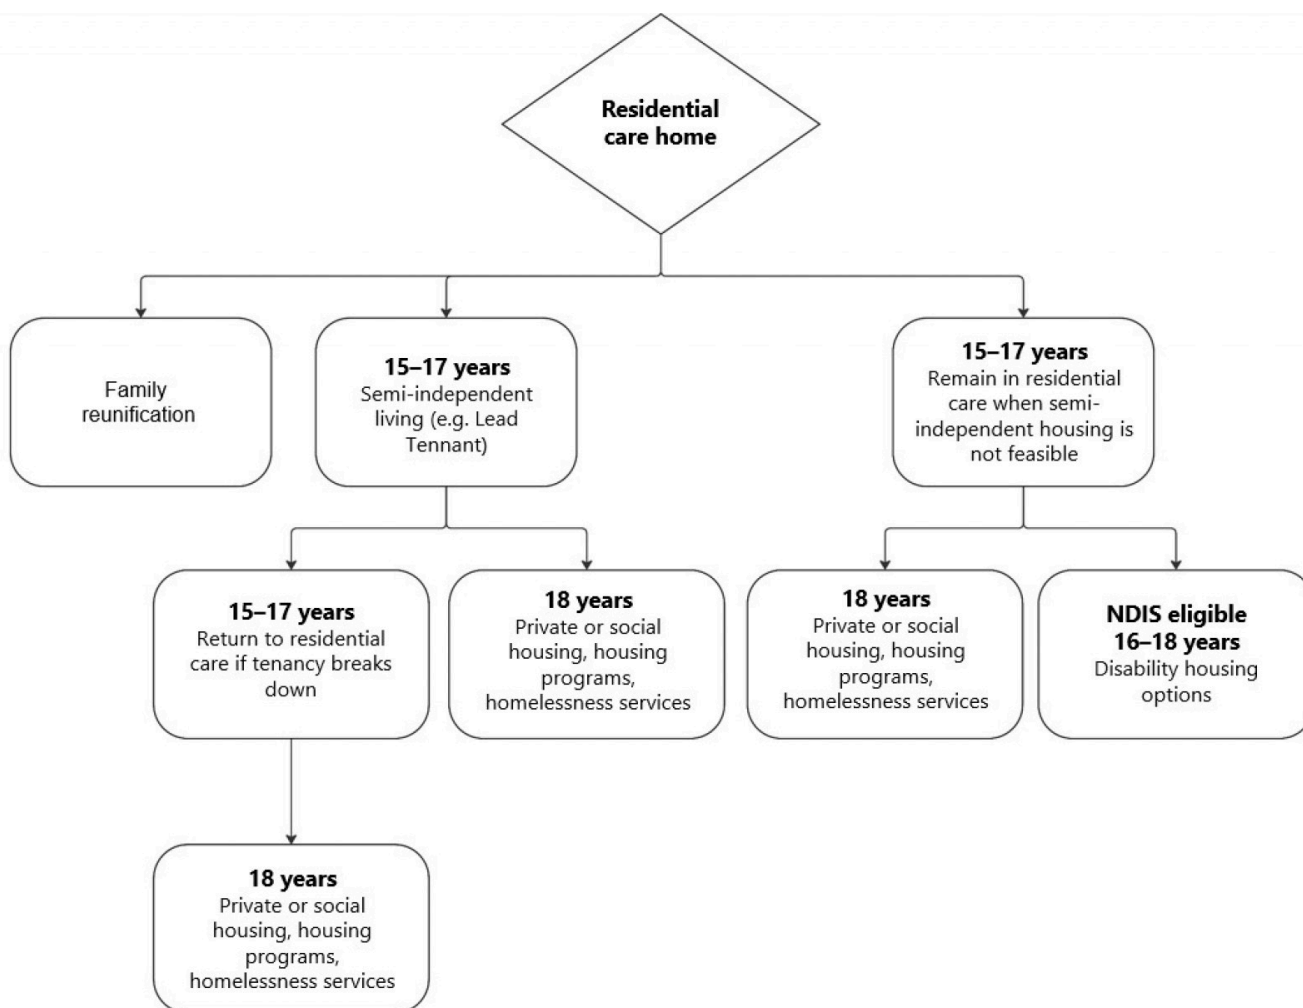 Residential
care home
Family
reunification
15–17 years
Semi-independent
living (e.g. Lead
Tennant)
15–17 years
Remain in residential
care when semi-
independent housing is
not feasible
15–17 years
Return to residential
care if tenancy breaks
down
18 years
Private or social
housing, housing
programs,
homelessness services
18 years
Private or social
housing, housing
programs,
homelessness services
NDIS eligible
16–18 years
Disability housing
options
18 years
Private or social
housing, housing
programs,
homelessness services